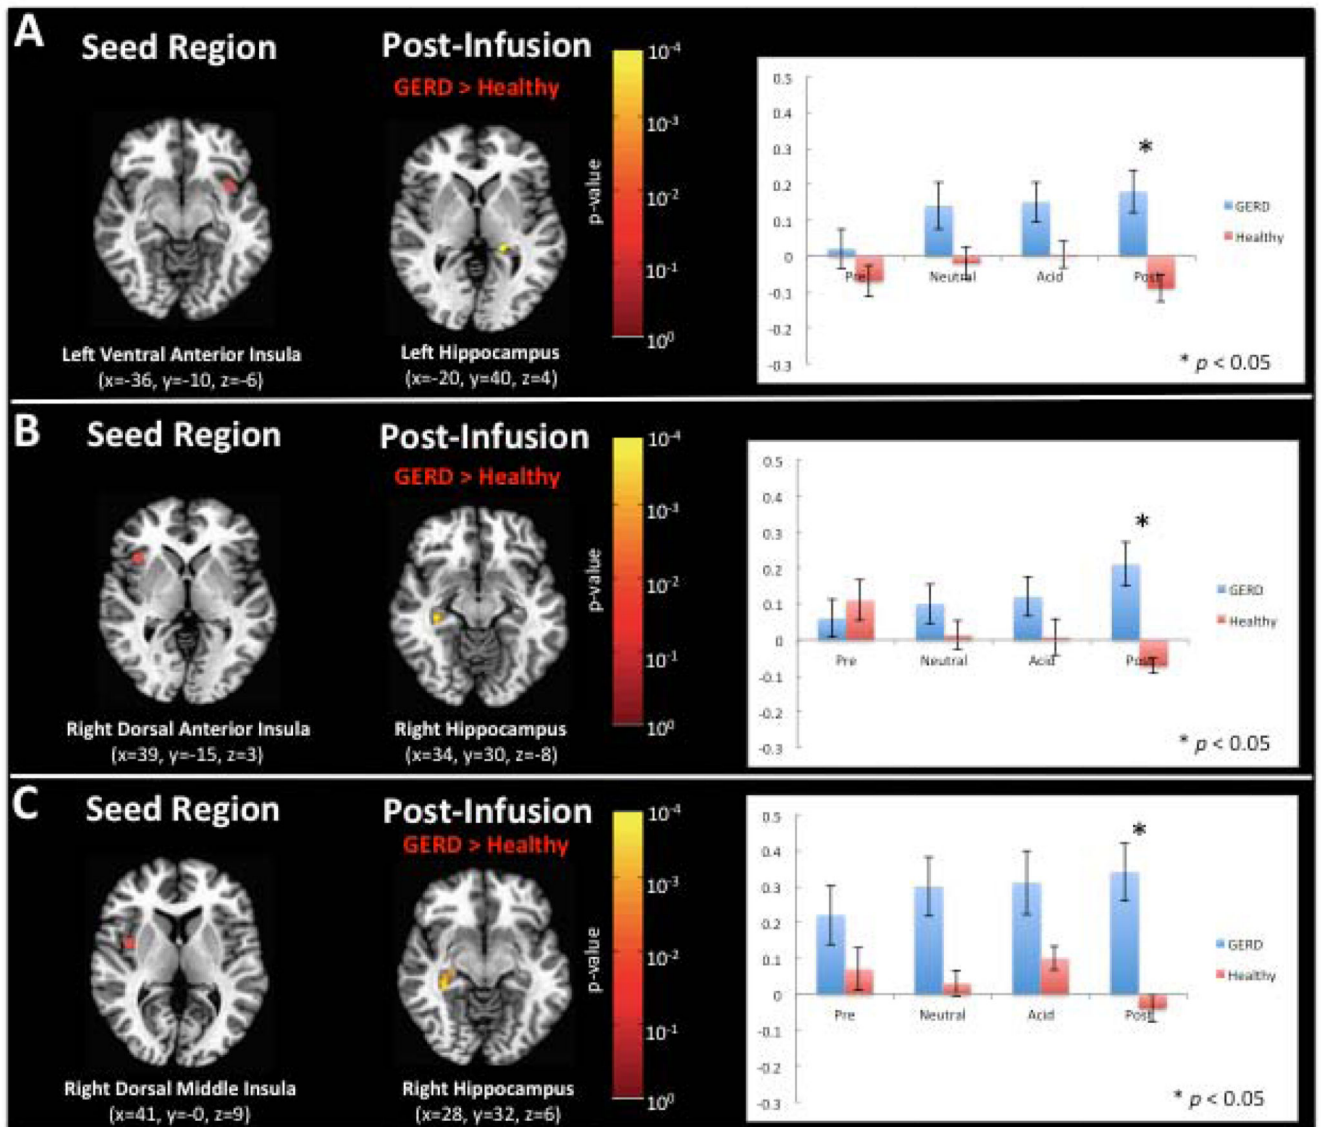 A
Seed Region
Post-Infusion
GERD > Healthy
10-4
10-3
10-2
10-1
100
p-value
Left Ventral Anterior Insula
(x=-36, y=-10, z=-6)
Left Hippocampus
(x=-20, y=40, z=4)
0.5
0.4
0.3
0.2
0.1
0
-0.1
-0.2
-0.3
*
Pre
Neutral
Acid
Post
GERD
Healthy
* p < 0.05
B
Seed Region
Post-Infusion
GERD > Healthy
10-4
10-3
10-2
10-1
100
p-value
Right Dorsal Anterior Insula
(x=39, y=-15, z=3)
Right Hippocampus
(x=34, y=30, z=-8)
0.5
0.4
0.3
0.2
0.1
0
-0.1
-0.2
-0.3
*
Pre
Neutral
Acid
Post
GERD
Healthy
* p < 0.05
C
Seed Region
Post-Infusion
GERD > Healthy
10-4
10-3
10-2
10-1
100
p-value
Right Dorsal Middle Insula
(x=41, y=-0, z=9)
Right Hippocampus
(x=28, y=32, z=6)
0.5
0.4
0.3
0.2
0.1
0
-0.1
-0.2
-0.3
*
Pre
Neutral
Acid
Post
GERD
Healthy
* p < 0.05